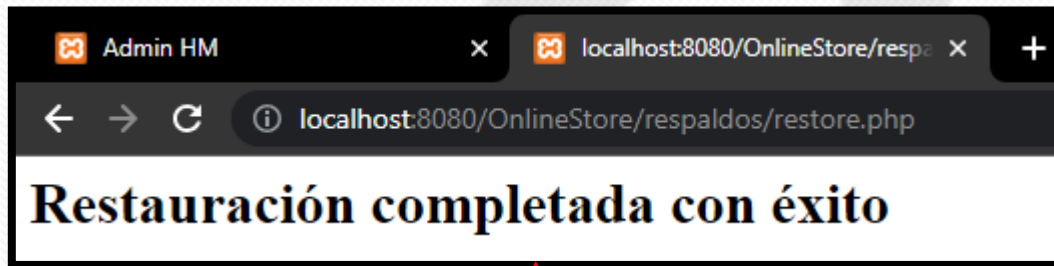 Admin HM
localhost:8080/OnlineStore/respa
localhost:8080/OnlineStore/respaldos/restore.php
Restauración completada con éxito